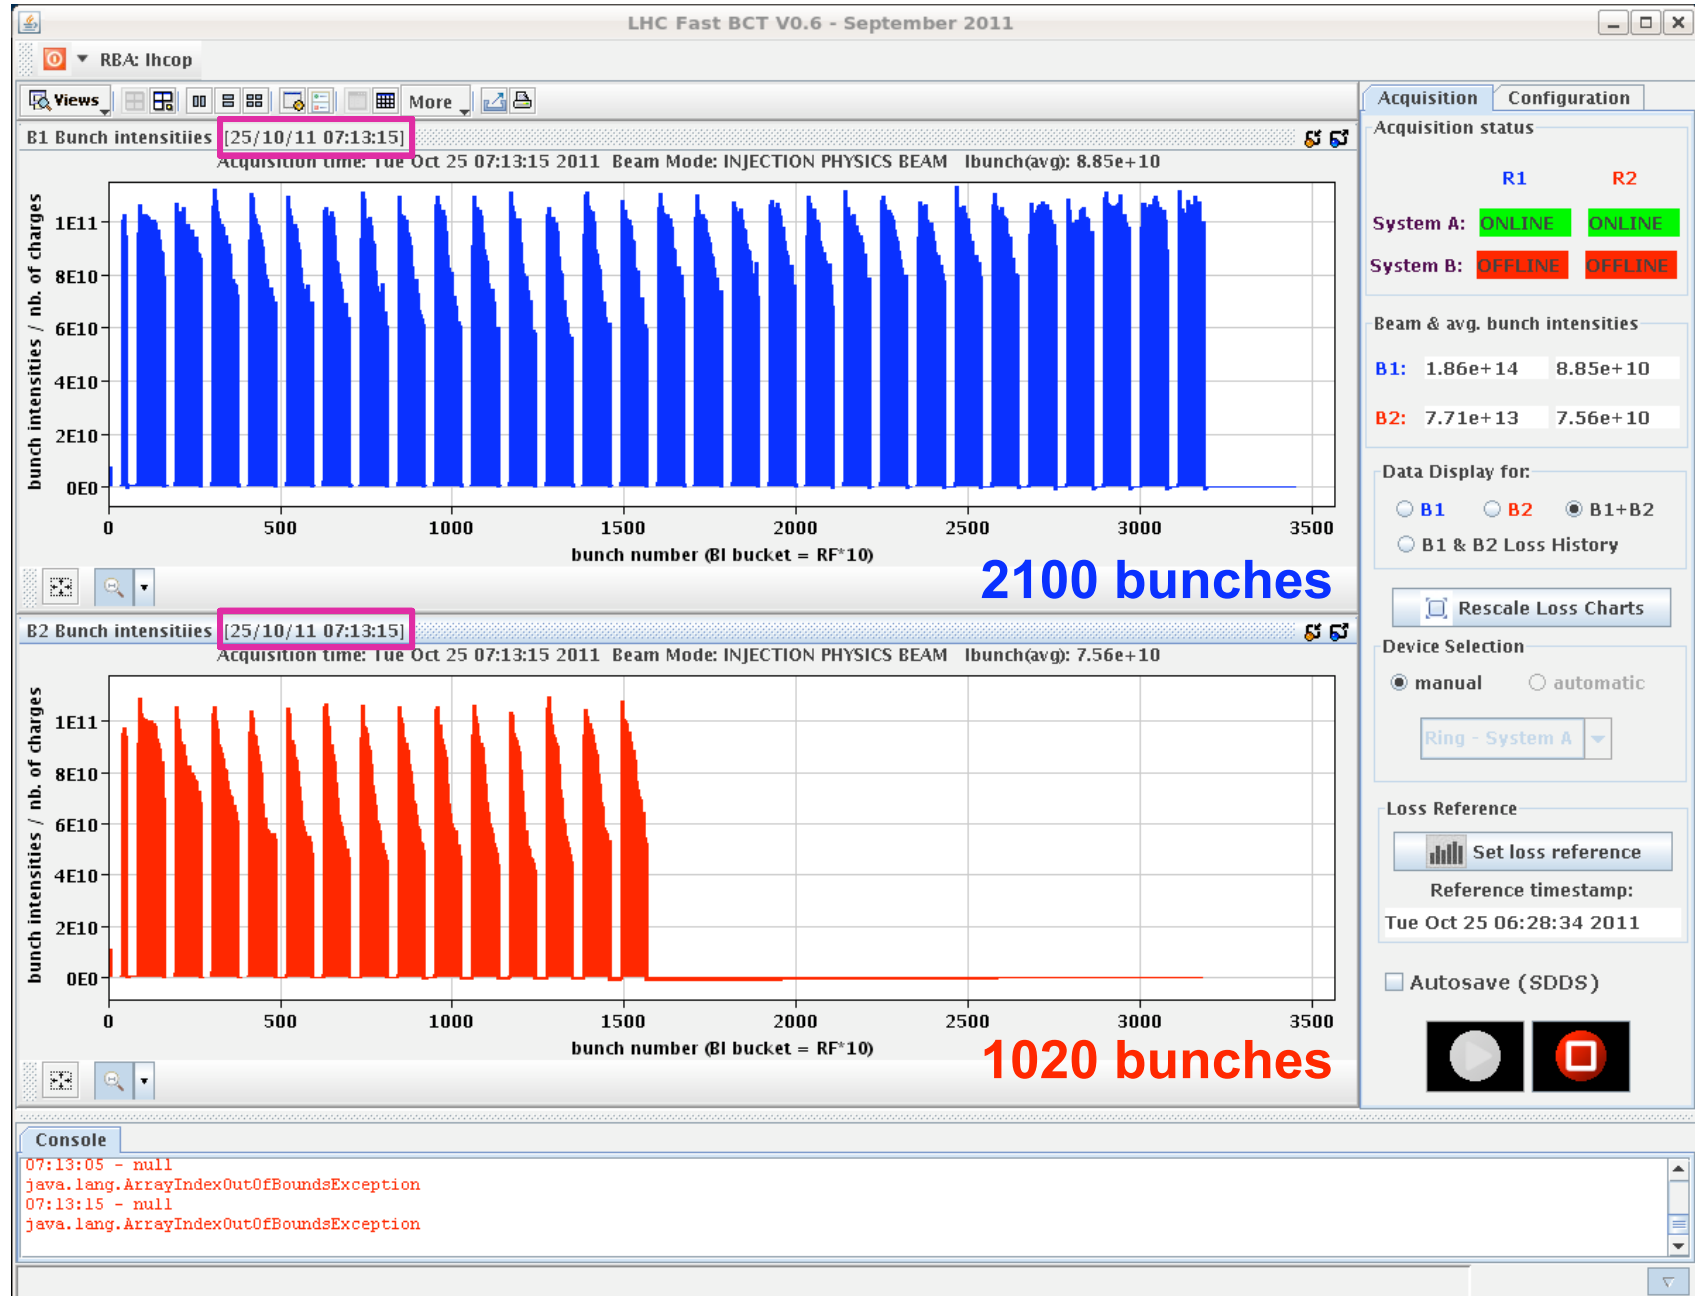 LHC Fast BCT V0.6 - September 2011
RBA: lhcop
Views
More
B1 Bunch intensitiies [25/10/11 07:13:15]
Acquisition time: Tue Oct 25 07:13:15 2011 Beam Mode: INJECTION PHYSICS BEAM Ibunch(avg): 8.85e+10
bunch intensities / nb. of charges
1E11
8E10
6E10
4E10
2E10
0E0
0 500 1000 1500 2000 2500 3000 3500
bunch number (BI bucket = RF*10)
2100 bunches
B2 Bunch intensitiies [25/10/11 07:13:15]
Acquisition time: Tue Oct 25 07:13:15 2011 Beam Mode: INJECTION PHYSICS BEAM Ibunch(avg): 7.56e+10
bunch intensities / nb. of charges
1E11
8E10
6E10
4E10
2E10
0E0
0 500 1000 1500 2000 2500 3000 3500
bunch number (BI bucket = RF*10)
1020 bunches
Acquisition Configuration
Acquisition status
R1 R2
System A: ONLINE ONLINE
System B: OFFLINE OFFLINE
Beam & avg. bunch intensities
B1: 1.86e+14 8.85e+10
B2: 7.71e+13 7.56e+10
Data Display for:
B1 B2 B1+B2
B1 & B2 Loss History
Rescale Loss Charts
Device Selection
manual automatic
Ring - System A
Loss Reference
Set loss reference
Reference timestamp:
Tue Oct 25 06:28:34 2011
Autosave (SDDS)
Console
07:13:05 - null
java.lang.ArrayIndexOutOfBoundsException
07:13:15 - null
java.lang.ArrayIndexOutOfBoundsException